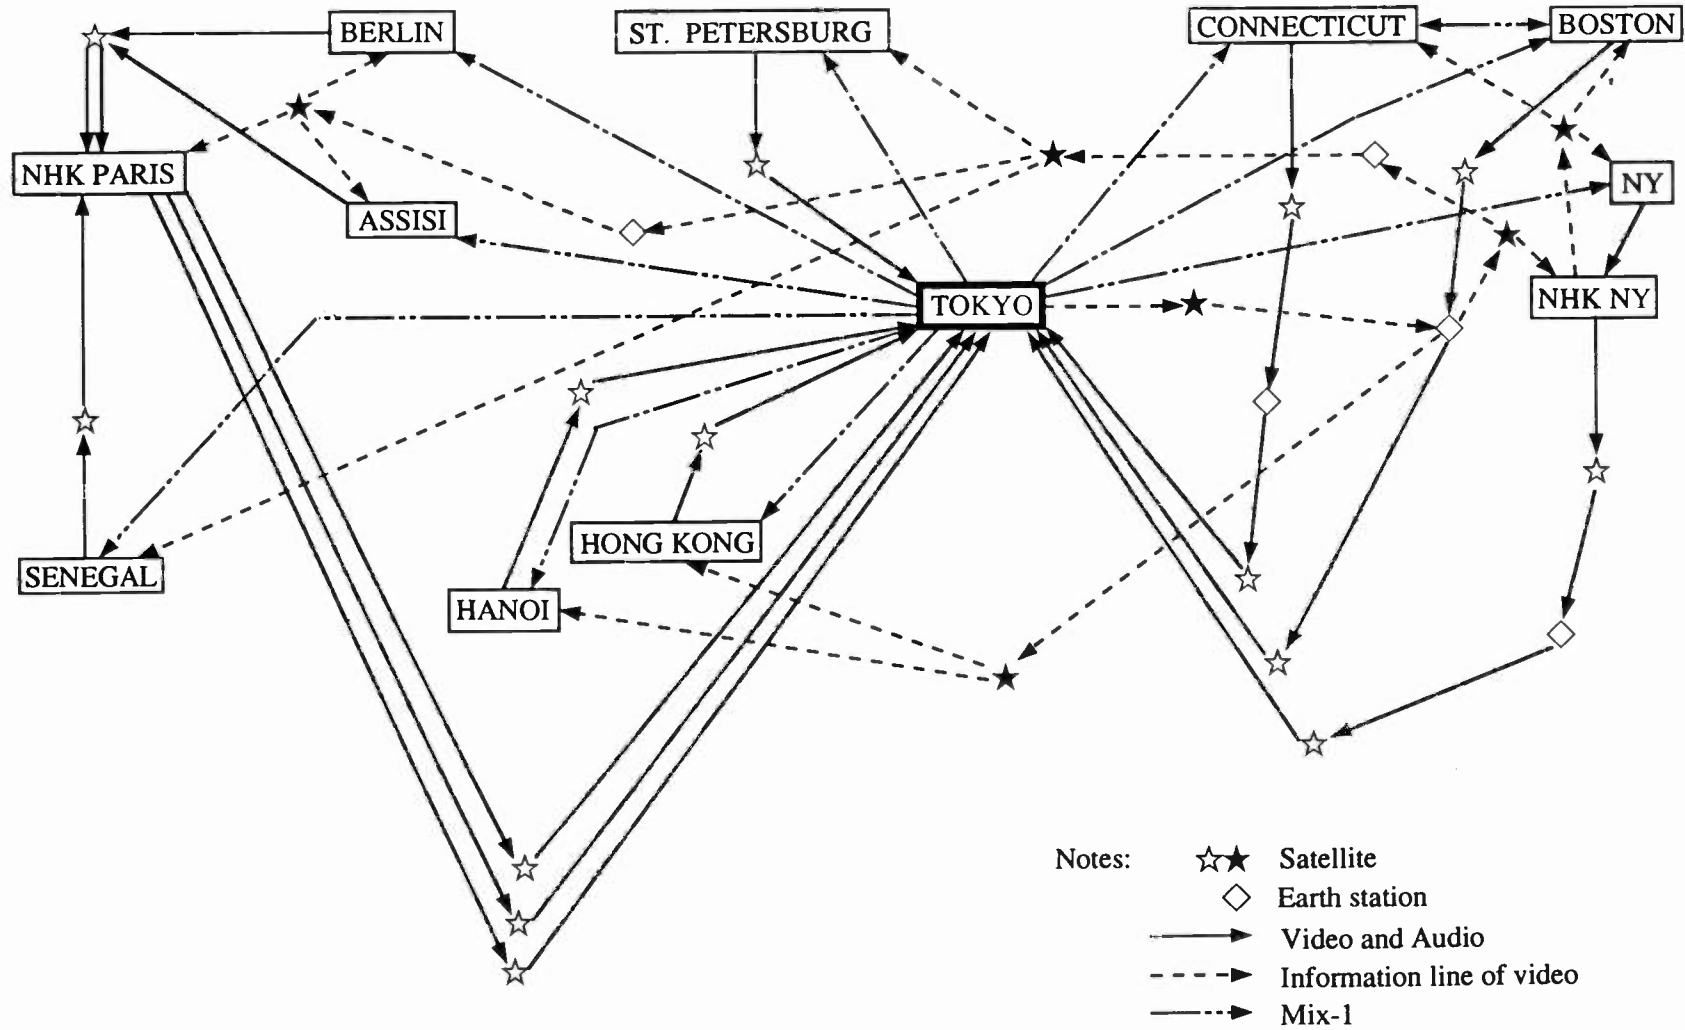 BERLIN
ST. PETERSBURG
CONNECTICUT
BOSTON
NHK PARIS
NY
ASSISI
TOKYO
NHK NY
HONG KONG
SENEGAL
HANOI
Notes:
Satellite
Earth station
Video and Audio
Information line of video
Mix-1